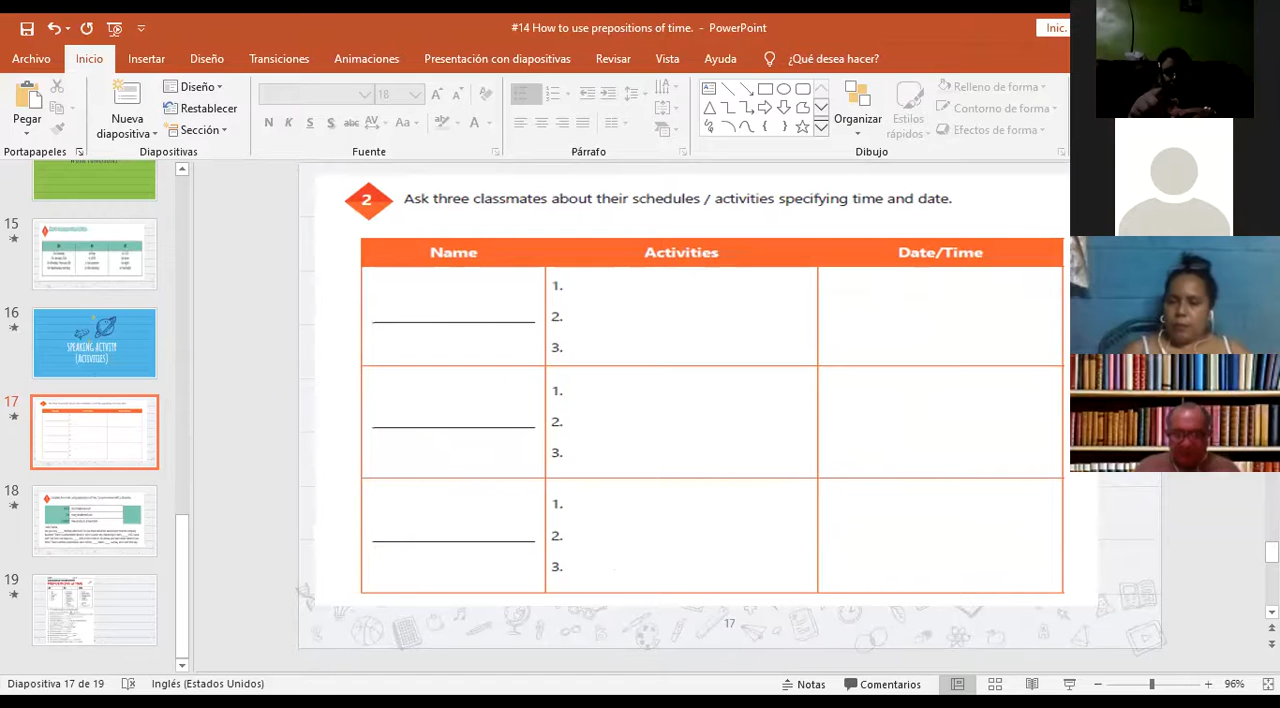 #14 How to use prepositions of time. - PowerPoint
Inic.
Archivo
Inicio
Insertar
Diseño
Transiciones
Animaciones
Presentación con diapositivas
Revisar
Vista
Ayuda
¿Qué desea hacer?
Pegar
Nueva
diapositiva
Diseño
Restablecer
Sección
18
N K S S abc AV Aa
A
Organizar
Estilos
rápidos
Relleno de forma
Contorno de forma
Efectos de forma
Portapapeles
Diapositivas
Fuente
Párrafo
Dibujo
15
16
SPEAKING ACTIVITY
(ACTIVITIES)
17
18
19
2 Ask three classmates about their schedules / activities specifying time and date.
Name Activities Date/Time
1.
2.
3.
1.
2.
3.
1.
2.
3.
17
Diapositiva 17 de 19
Inglés (Estados Unidos)
Notas
Comentarios
96%